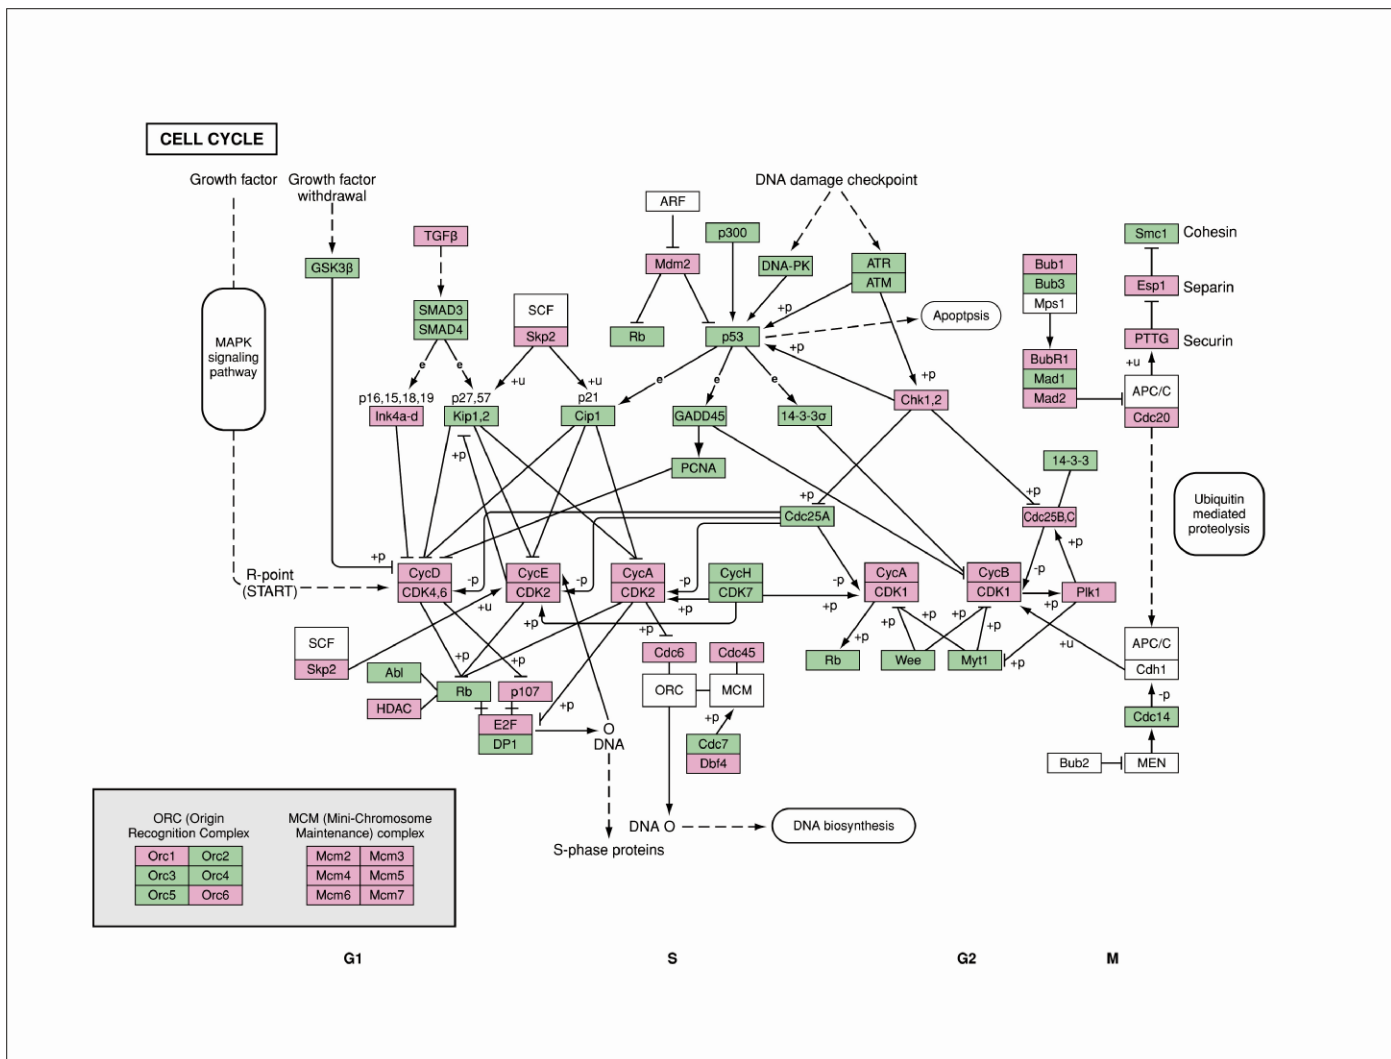 CELL CYCLE
Growth factor
Growth factor
withdrawal
DNA damage checkpoint
ARF
p300
TGFβ
Mdm2
GSK3β
DNA-PK
ATR
ATM
Smc1
Cohesin
Bub1
Bub3
Mps1
Esp1
Separin
SMAD3
SMAD4
SCF
Skp2
Rb
p53
+p
Apoptpsis
MAPK
signaling
pathway
PTTG
Securin
BubR1
Mad1
Mad2
+u
APC/C
Cdc20
e
e
+u
+u
e
e
e
+p
+p
p16,15,18,19
Ink4a-d
p27,57
Kip1,2
p21
Cip1
GADD45
14-3-3σ
Chk1,2
+p
PCNA
14-3-3
Ubiquitin
mediated
proteolysis
+p
Cdc25A
+p
Cdc25B,C
R-point
(START)
+p
CycD
CDK4,6
-p
CycE
CDK2
-p
CycA
CDK2
-p
+p
CycH
CDK7
-p
+p
CycA
CDK1
CycB
CDK1
-p
+p
+p
Plk1
SCF
Skp2
+u
+p
+p
+p
+p
+p
Cdc6
Cdc45
+p
Rb
+p
Wee
+p
Myt1
+p
+u
APC/C
Cdh1
Abl
HDAC
Rb
p107
+p
ORC
MCM
-p
Cdc14
E2F
DP1
O
DNA
+p
Cdc7
Dbf4
Bub2
MEN
DNA O
DNA biosynthesis
S-phase proteins
ORC (Origin
Recognition Complex
Orc1 Orc2
Orc3 Orc4
Orc5 Orc6
MCM (Mini-Chromosome
Maintenance) complex
Mcm2 Mcm3
Mcm4 Mcm5
Mcm6 Mcm7
G1 S G2 M